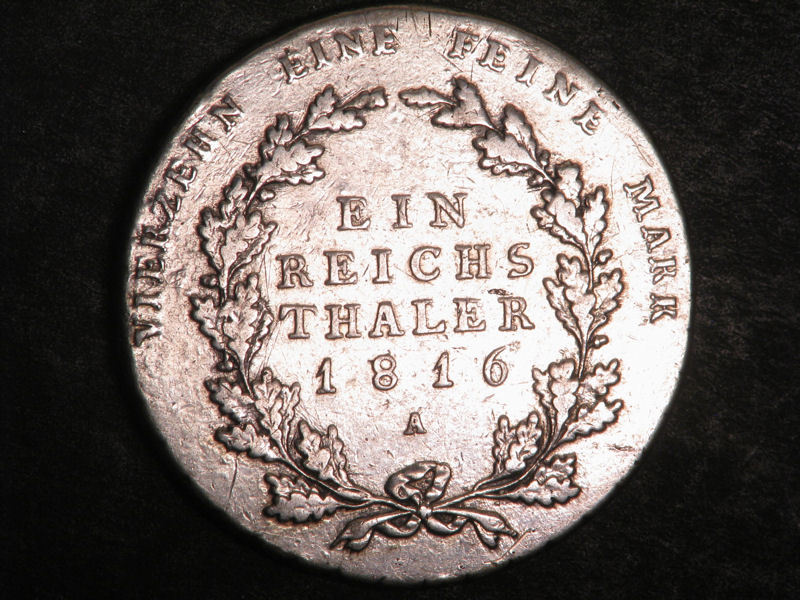 VIERZEHN EINE FEINE MARK
EIN
REICHS
THALER
1816
A